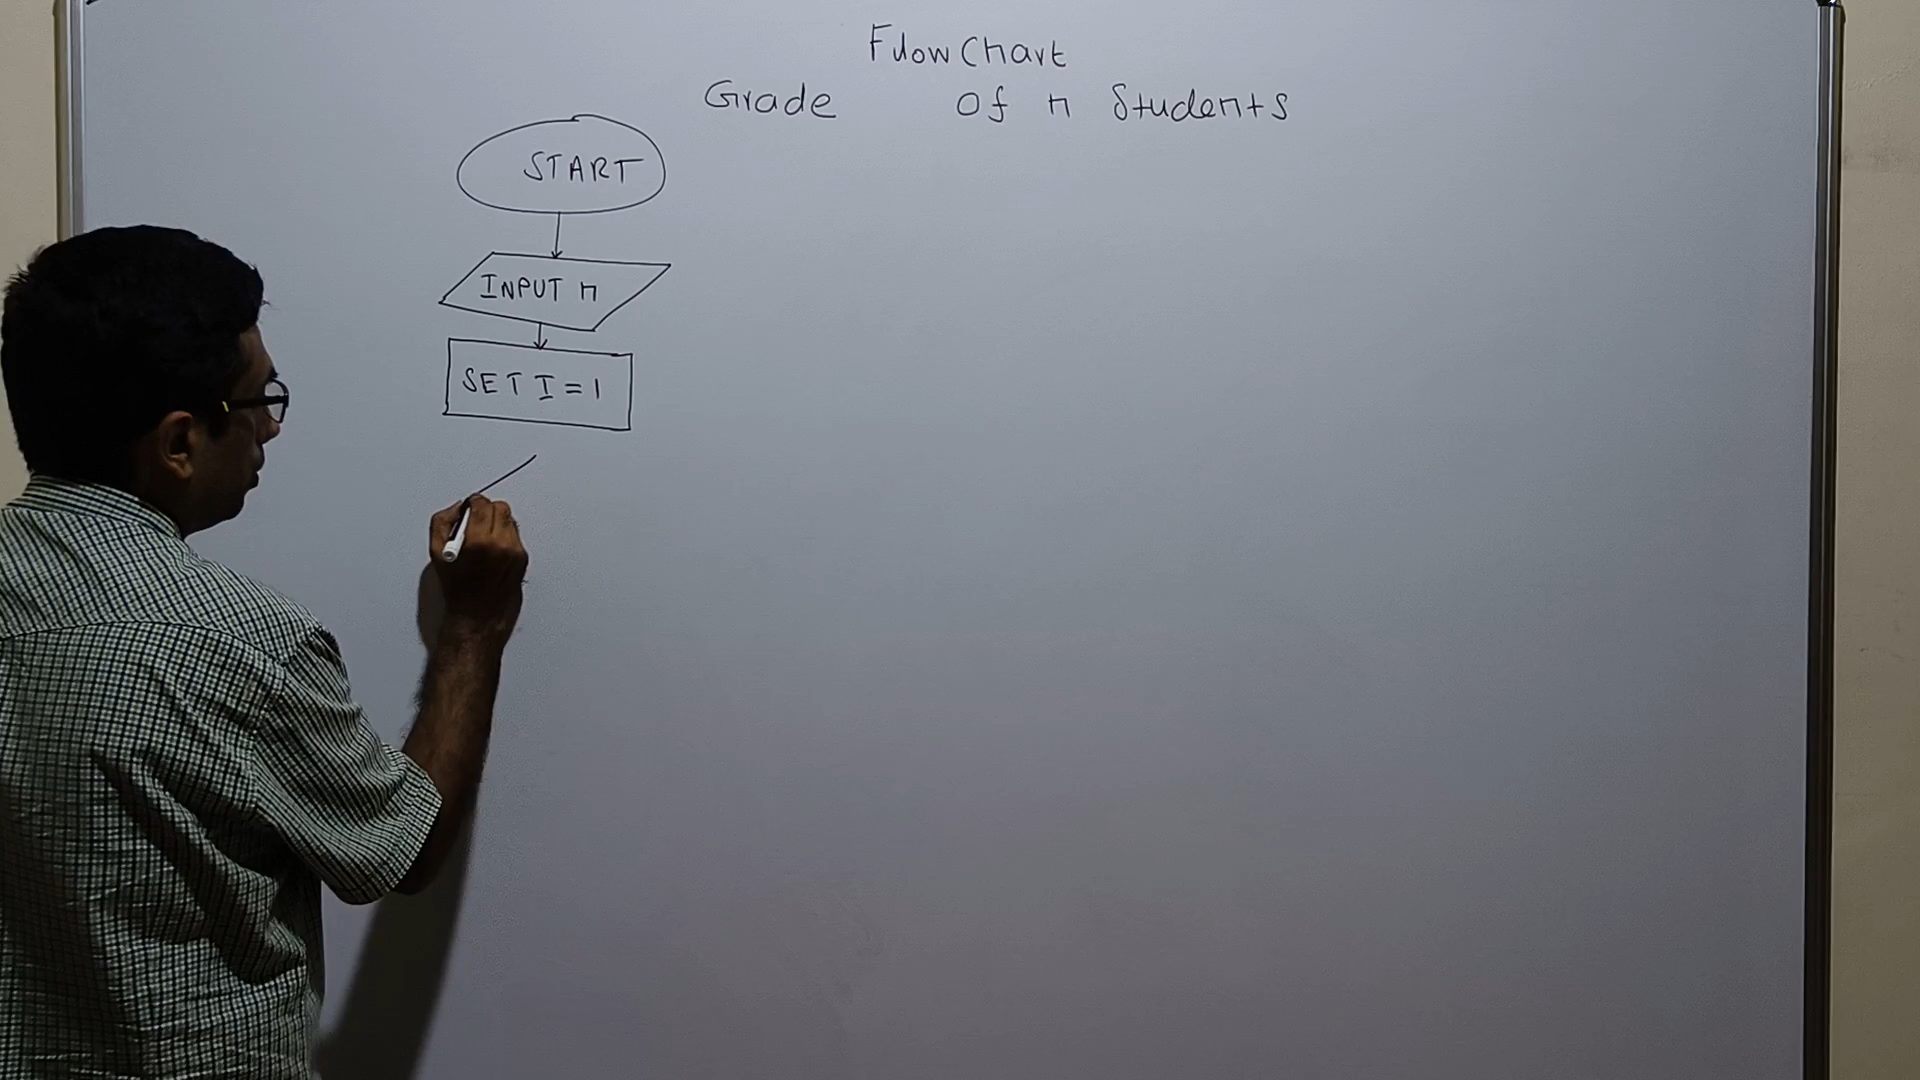 Flow Chart
Grade Of n Students
START
INPUT n
SET I = 1